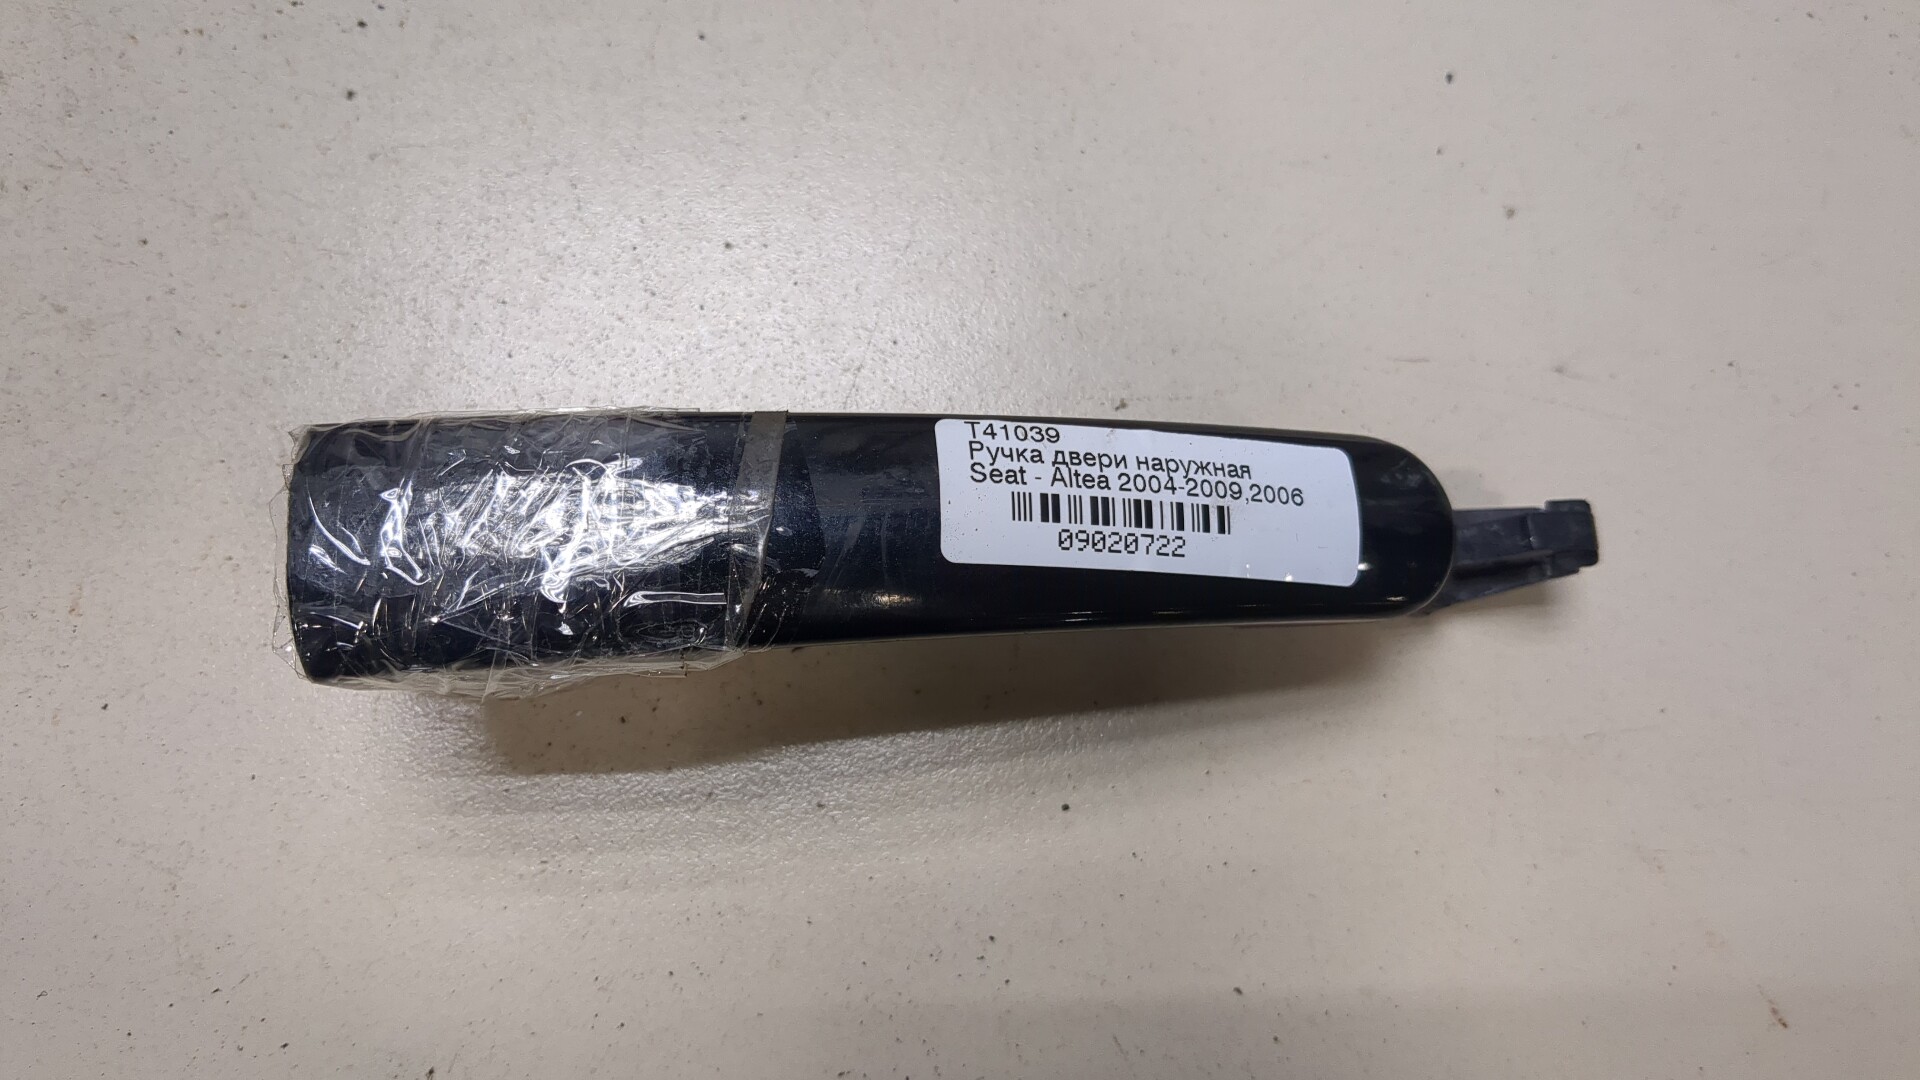 T41039
Ручка двери наружная
Seat - Altea 2004-2009,2006
09020722